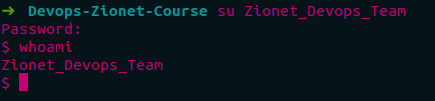 ➜ Devops-Zionet-Course su Zionet_Devops_Team
Password:
$ whoami
Zionet_Devops_Team
$